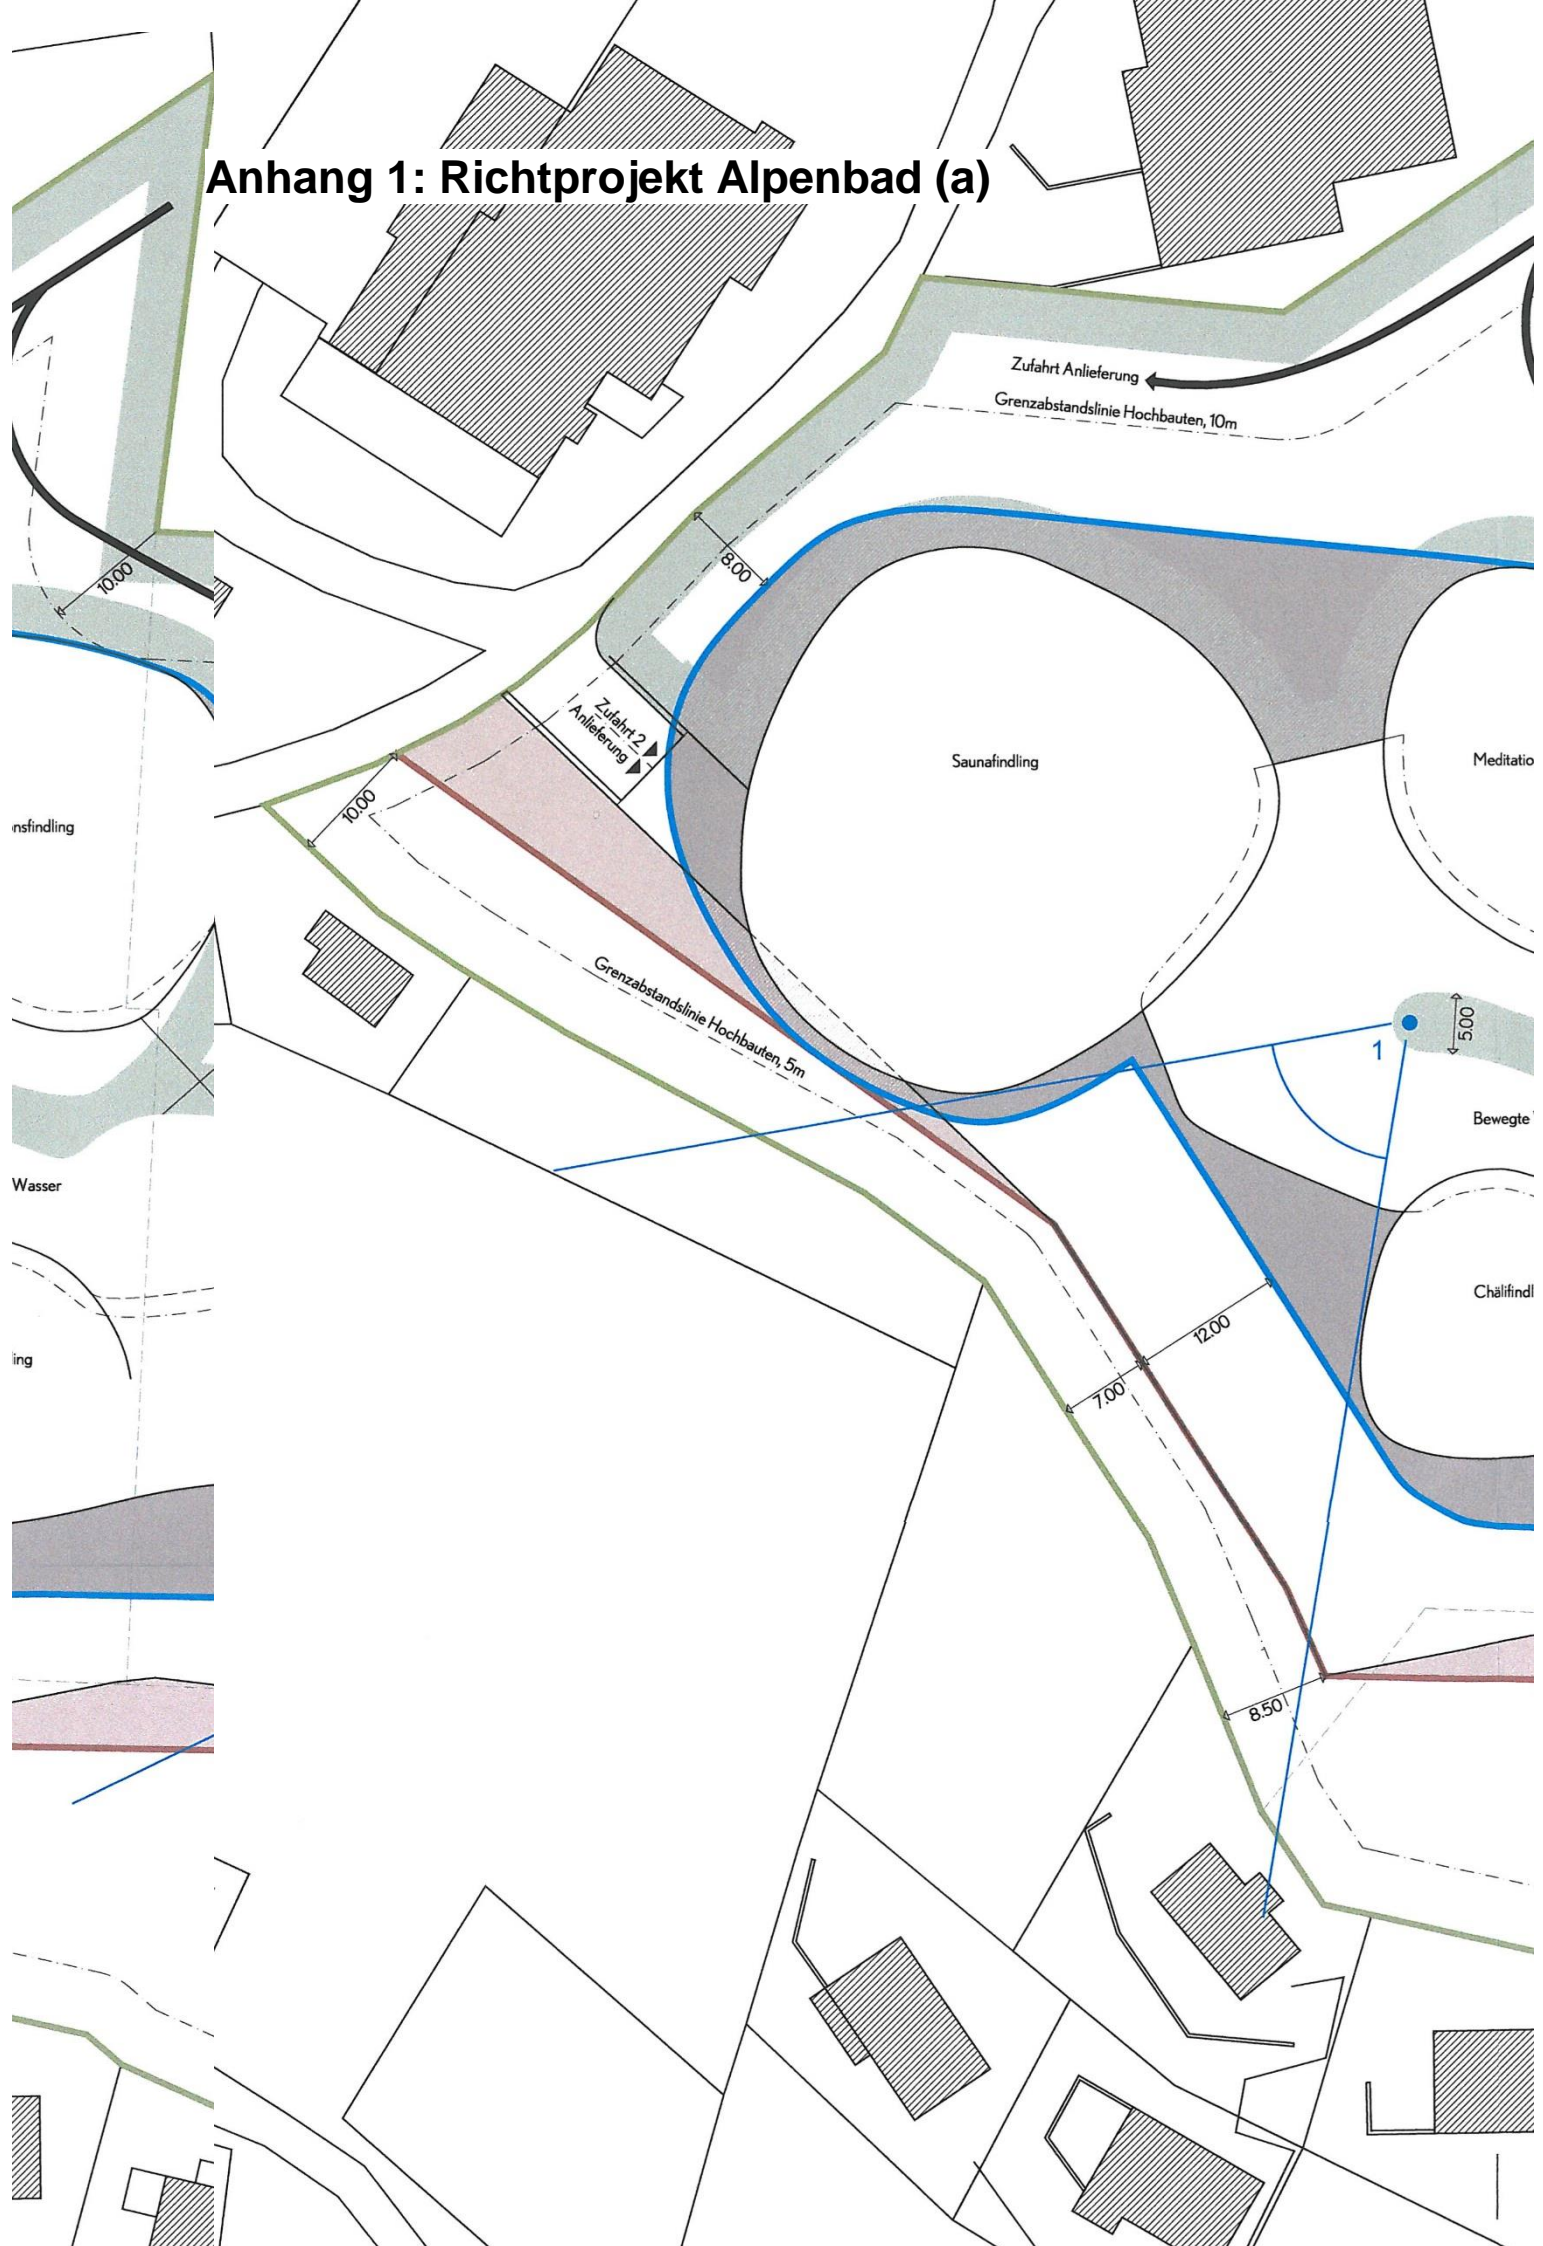 Anhang 1: Richtprojekt Alpenbad (a)
Zufahrt Anlieferung
Grenzabstandslinie Hochbauten, 10m
8.00
10.00
Zufahrt 2
Anlieferung
Saunafindling
Meditatio
10.00
nsfindling
Grenzabstandslinie Hochbauten, 5m
5.00
1
Bewegte
Wasser
Chälifindl
12.00
ing
7.00
8.50